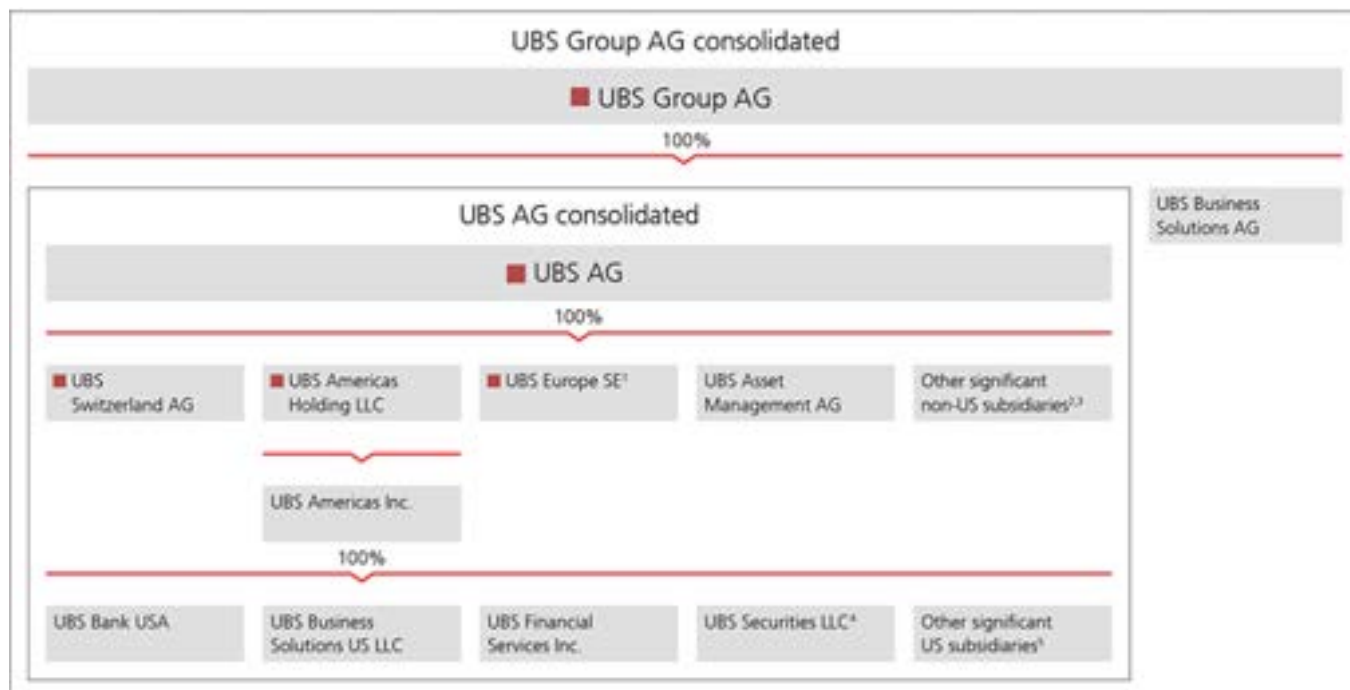 UBS Group AG consolidated
UBS Group AG
100%
UBS Business
Solutions AG
UBS AG consolidated
UBS AG
100%
UBS
Switzerland AG
UBS Americas
Holding LLC
UBS Europe SE¹
UBS Asset
Management AG
Other significant
non-US subsidiaries²,³
UBS Americas Inc.
100%
UBS Bank USA
UBS Business
Solutions US LLC
UBS Financial
Services Inc.
UBS Securities LLC⁴
Other significant
US subsidiaries⁵